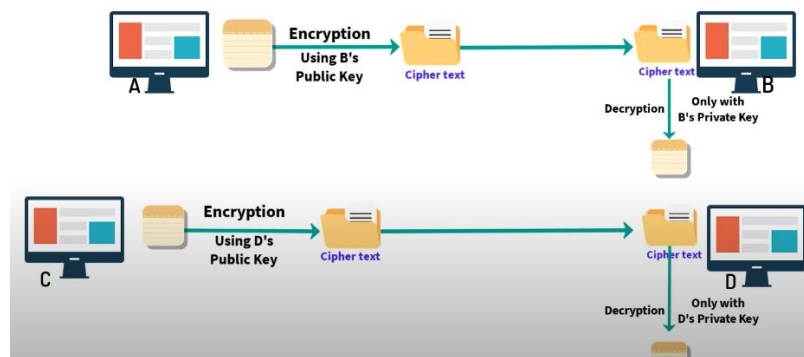 Encryption
Using B's
Public Key
Cipher text
Cipher text
A
B
Decryption
Only with
B's Private Key
Encryption
Using D's
Public Key
Cipher text
Cipher text
C
D
Decryption
Only with
D's Private Key